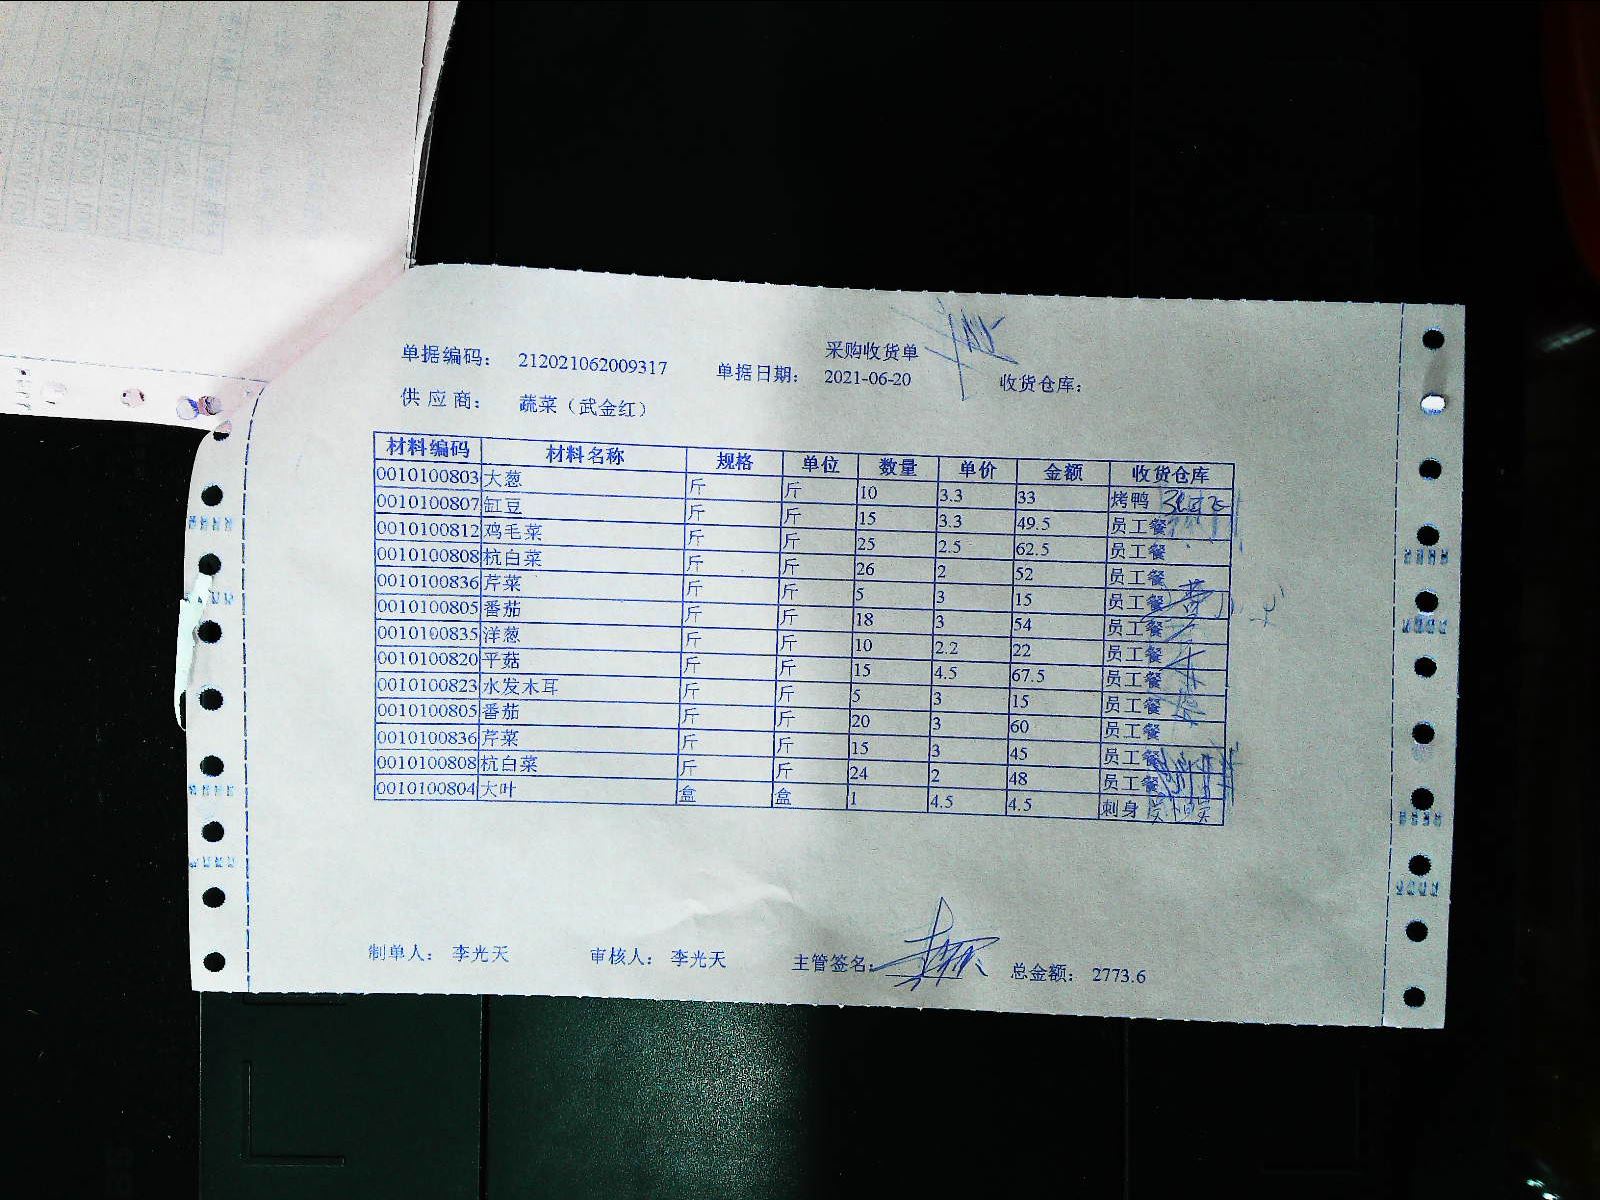 采购收货单
单据编码： 212021062009317 单据日期： 2021-06-20 收货仓库：
供 应 商： 蔬菜（武金红）
材料编码 材料名称 规格 单位 数量 单价 金额 收货仓库
0010100803 大葱 斤 斤 10 3.3 33 烤鸭
0010100807 缸豆 斤 斤 15 3.3 49.5 员工餐
0010100812 鸡毛菜 斤 斤 25 2.5 62.5 员工餐
0010100808 杭白菜 斤 斤 26 2 52 员工餐
0010100836 芹菜 斤 斤 5 3 15 员工餐
0010100805 番茄 斤 斤 18 3 54 员工餐
0010100835 洋葱 斤 斤 10 2.2 22 员工餐
0010100820 平菇 斤 斤 15 4.5 67.5 员工餐
0010100823 水发木耳 斤 斤 5 3 15 员工餐
0010100805 番茄 斤 斤 20 3 60 员工餐
0010100836 芹菜 斤 斤 15 3 45 员工餐
0010100808 杭白菜 斤 斤 24 2 48 员工餐
0010100804 大叶 盒 盒 1 4.5 4.5 刺身
制单人： 李光天 审核人： 李光天 主管签名： 总金额： 2773.6